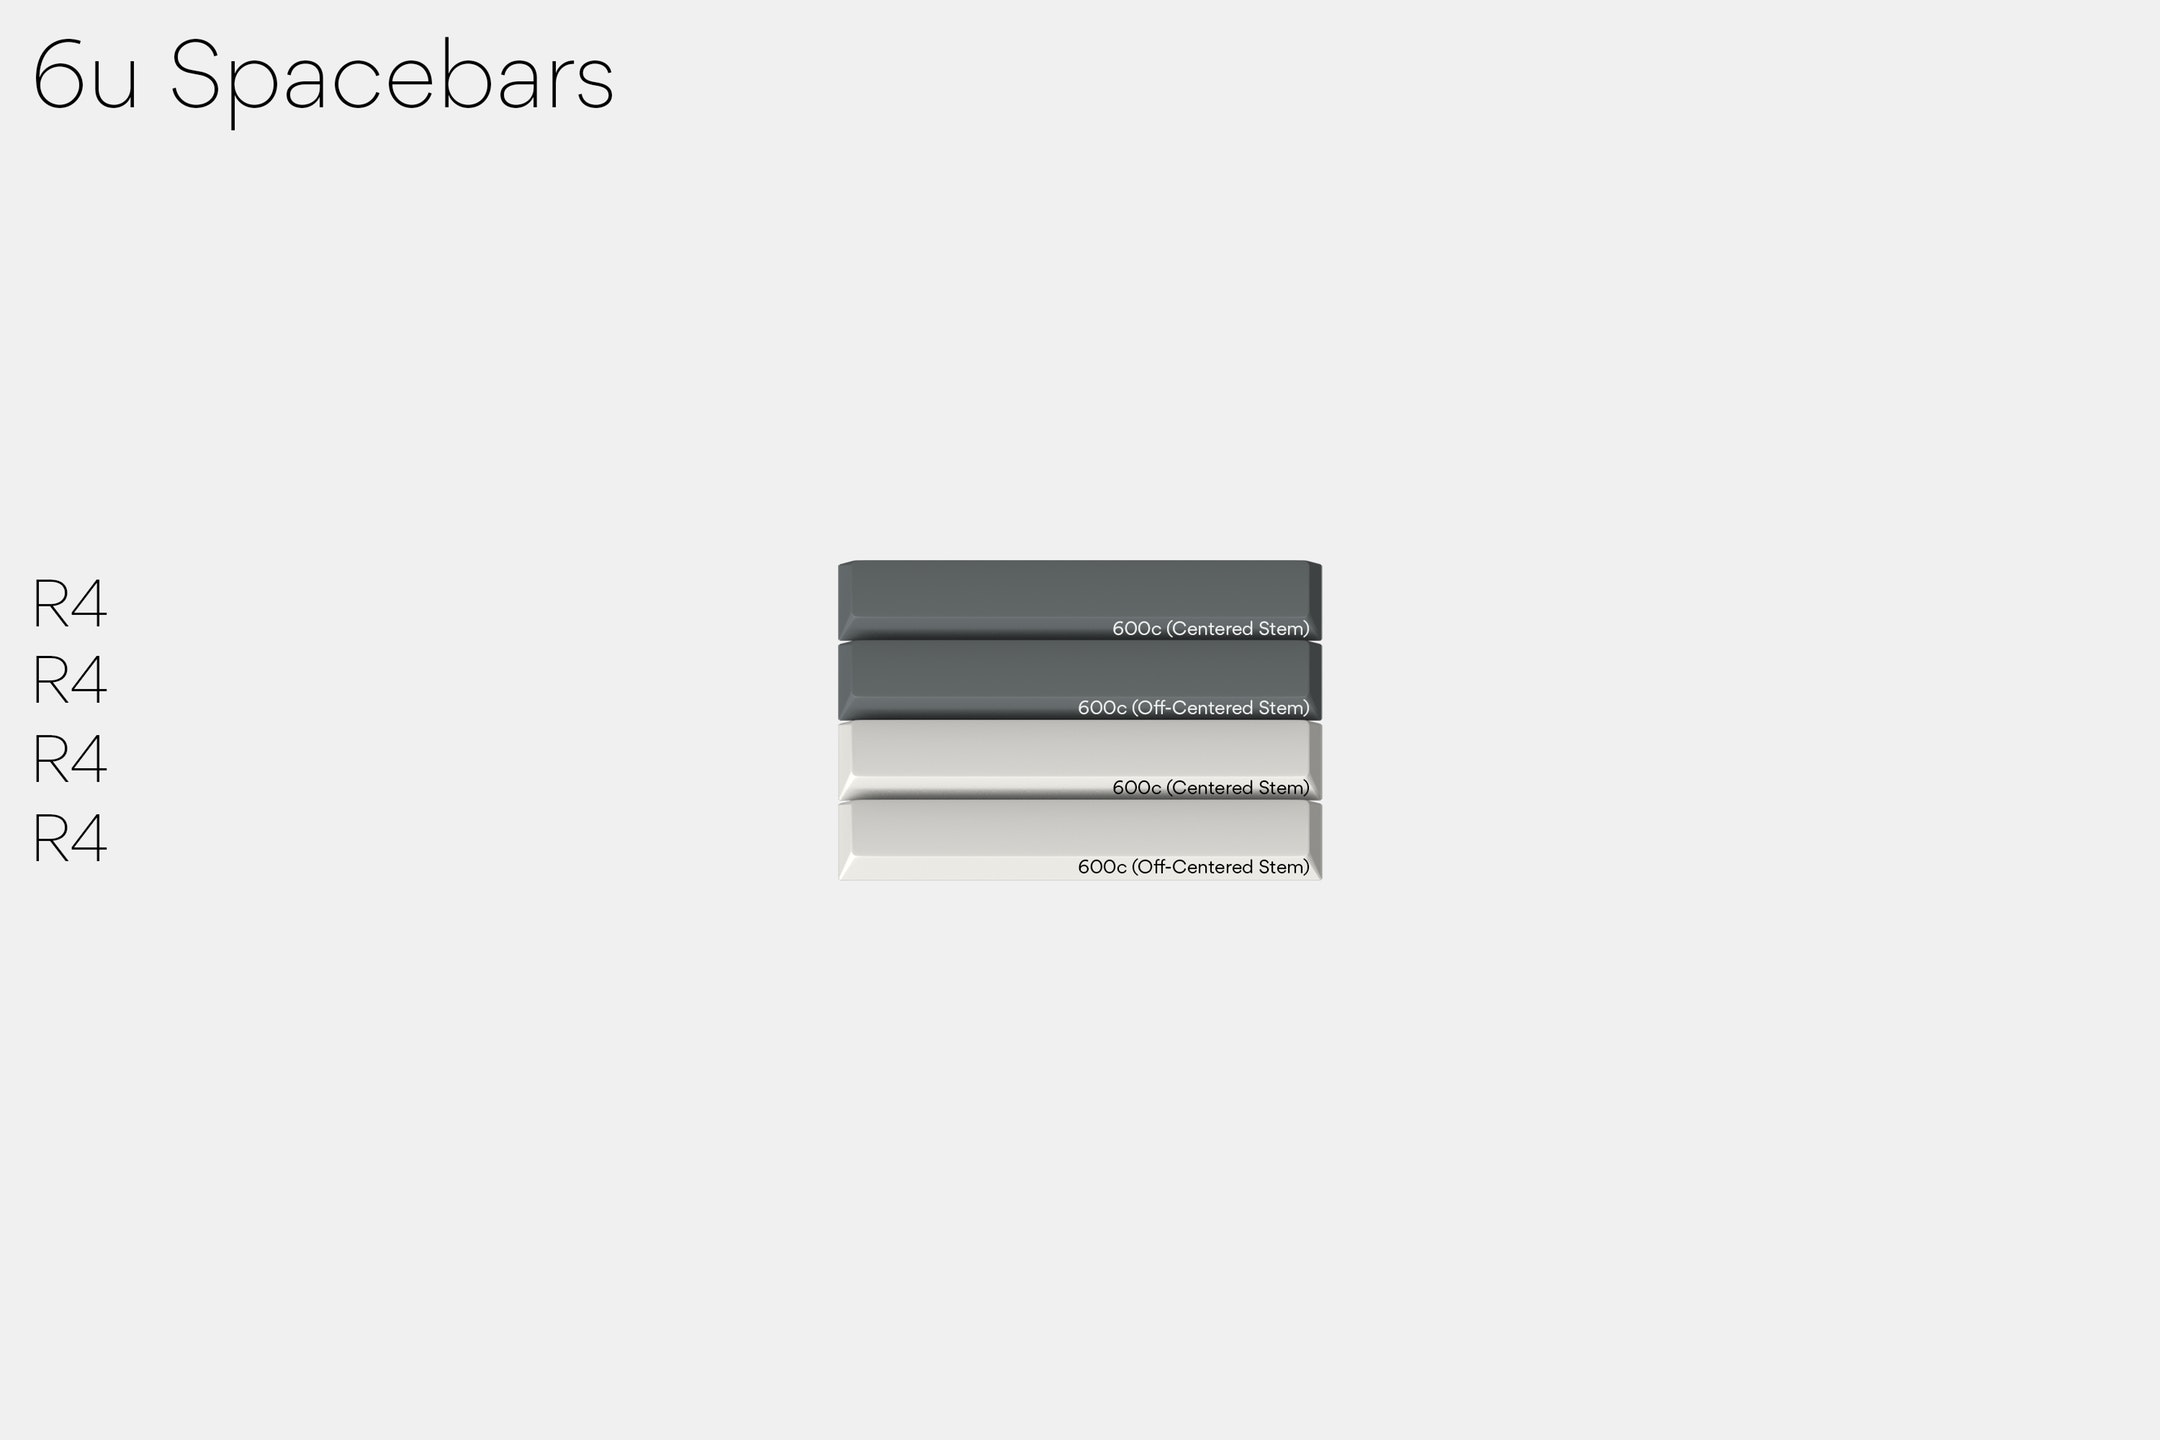 6u Spacebars
R4
600c (Centered Stem)
R4
600c (Off-Centered Stem)
R4
600c (Centered Stem)
R4
600c (Off-Centered Stem)